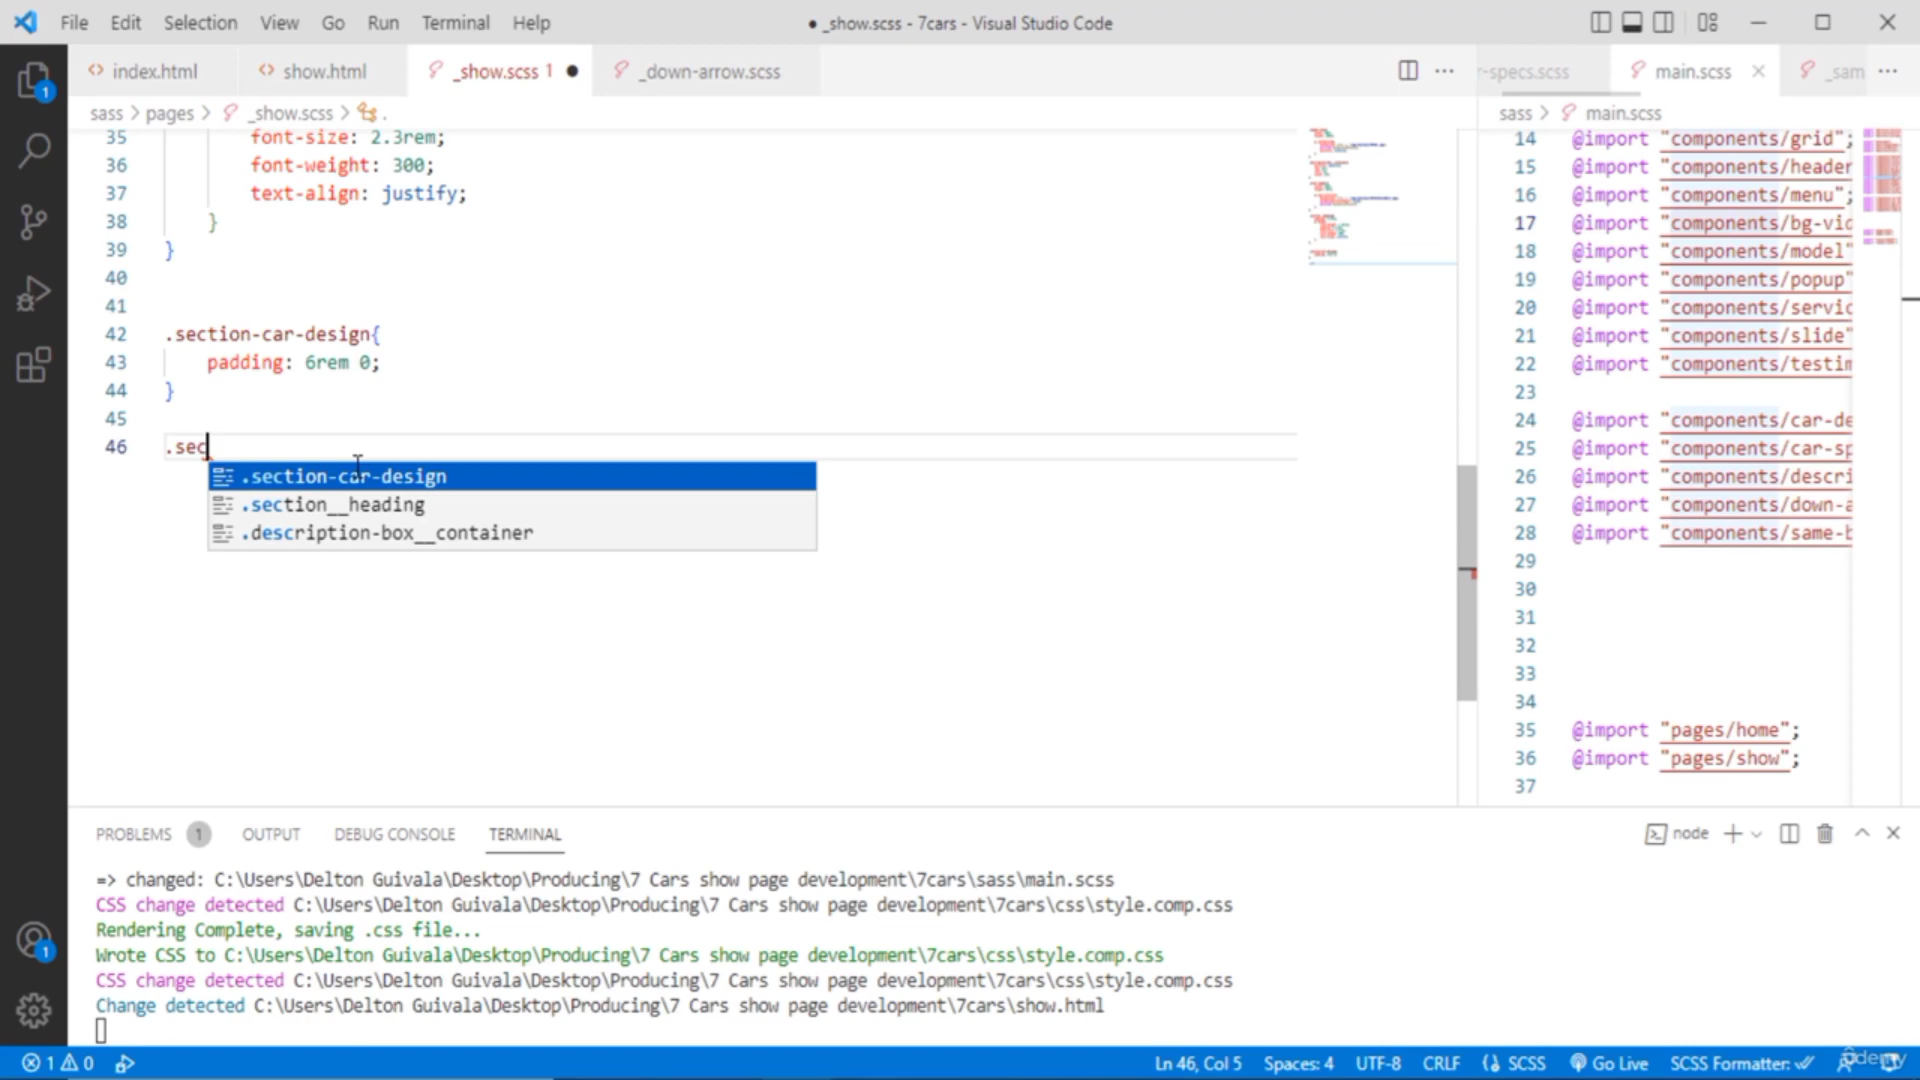 File Edit Selection View Go Run Terminal Help
● _show.scss - 7cars - Visual Studio Code
index.html show.html _show.scss 1 ● _down-arrow.scss
r-specs.scss main.scss _sam
sass > pages > _show.scss > .
sass > main.scss
35 font-size: 2.3rem;
36 font-weight: 300;
37 text-align: justify;
38 }
39 }
40
41
42 .section-car-design{
43 padding: 6rem 0;
44 }
45
46 .sec
.section-car-design
.section__heading
.description-box__container
14 @import "components/grid";
15 @import "components/header
16 @import "components/menu";
17 @import "components/bg-vid
18 @import "components/model"
19 @import "components/popup"
20 @import "components/servic
21 @import "components/slide"
22 @import "components/testim
23
24 @import "components/car-de
25 @import "components/car-sp
26 @import "components/descri
27 @import "components/down-a
28 @import "components/same-b
29
30
31
32
33
34
35 @import "pages/home";
36 @import "pages/show";
37
PROBLEMS 1 OUTPUT DEBUG CONSOLE TERMINAL
node
=> changed: C:\Users\Delton Guivala\Desktop\Producing\7 Cars show page development\7cars\sass\main.scss
CSS change detected C:\Users\Delton Guivala\Desktop\Producing\7 Cars show page development\7cars\css\style.comp.css
Rendering Complete, saving .css file...
Wrote CSS to C:\Users\Delton Guivala\Desktop\Producing\7 Cars show page development\7cars\css\style.comp.css
CSS change detected C:\Users\Delton Guivala\Desktop\Producing\7 Cars show page development\7cars\css\style.comp.css
Change detected C:\Users\Delton Guivala\Desktop\Producing\7 Cars show page development\7cars\show.html
1 0 Ln 46, Col 5 Spaces: 4 UTF-8 CRLF SCSS Go Live SCSS Formatter: udemy